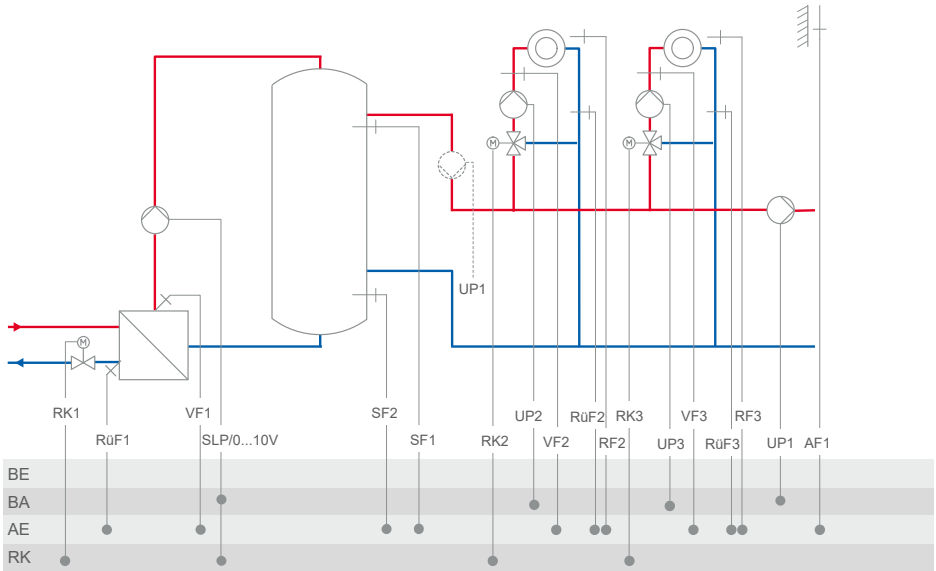 M
M
UP1
M
RK1
VF1
SF2
UP2
RüF2
RK3
VF3
RF3
RüF1
SLP/0...10V
SF1
RK2
VF2
RF2
UP3
RüF3
UP1
AF1
BE
BA
AE
RK